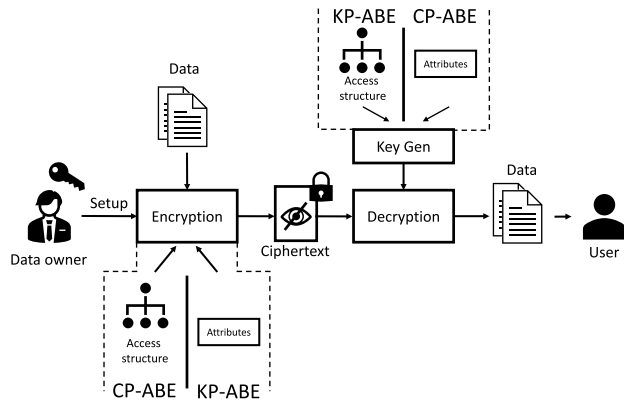 KP-ABE CP-ABE
Access
structure
Attributes
Data
Key Gen
Data
Setup
Encryption
Decryption
Ciphertext
Data owner
User
Access
structure
Attributes
CP-ABE KP-ABE